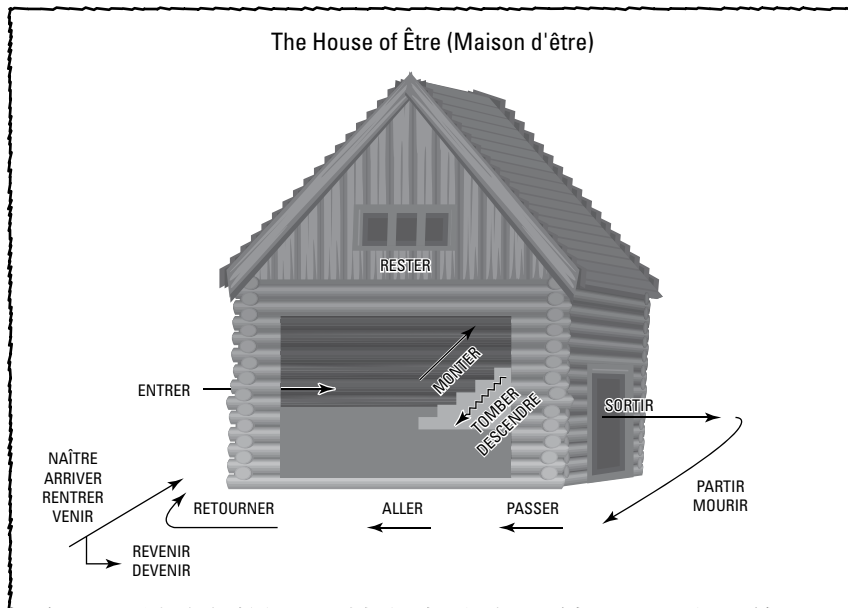 The House of Être (Maison d'être)
RESTER
MONTER
ENTRER
TOMBER
DESCENDRE
SORTIR
NAÎTRE
ARRIVER
RENTRER
VENIR
RETOURNER
ALLER
PASSER
PARTIR
MOURIR
REVENIR
DEVENIR